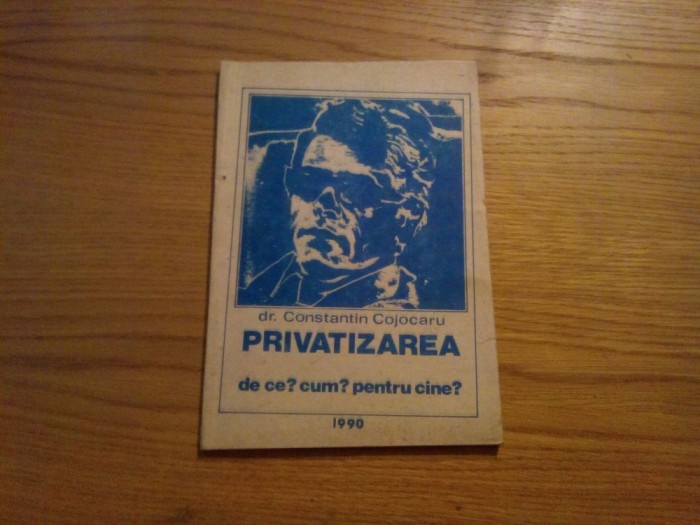 dr. Constantin Cojocaru
PRIVATIZAREA
de ce? cum? pentru cine?
1990